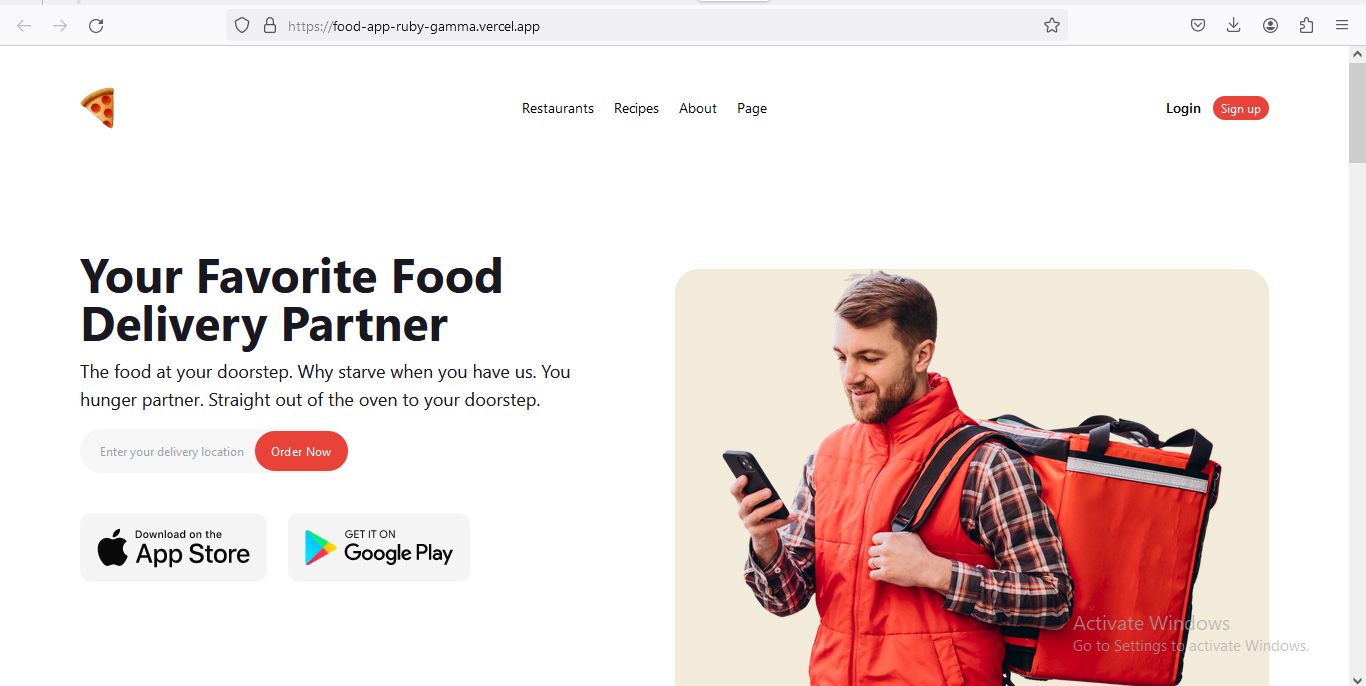 https://food-app-ruby-gamma.vercel.app
Restaurants Recipes About Page
Login Sign up
Your Favorite Food
Delivery Partner
The food at your doorstep. Why starve when you have us. You
hunger partner. Straight out of the oven to your doorstep.
Enter your delivery location Order Now
Download on the
App Store
GET IT ON
Google Play
Activate Windows
Go to Settings to activate Windows.